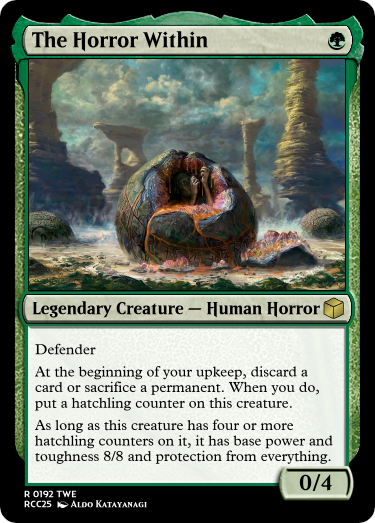 The Horror Within
Legendary Creature — Human Horror
Defender
At the beginning of your upkeep, discard a
card or sacrifice a permanent. When you do,
put a hatchling counter on this creature.
As long as this creature has four or more
hatchling counters on it, it has base power and
toughness 8/8 and protection from everything.
0/4
R 0192 TWE
RCC25 Aldo Katayanagi